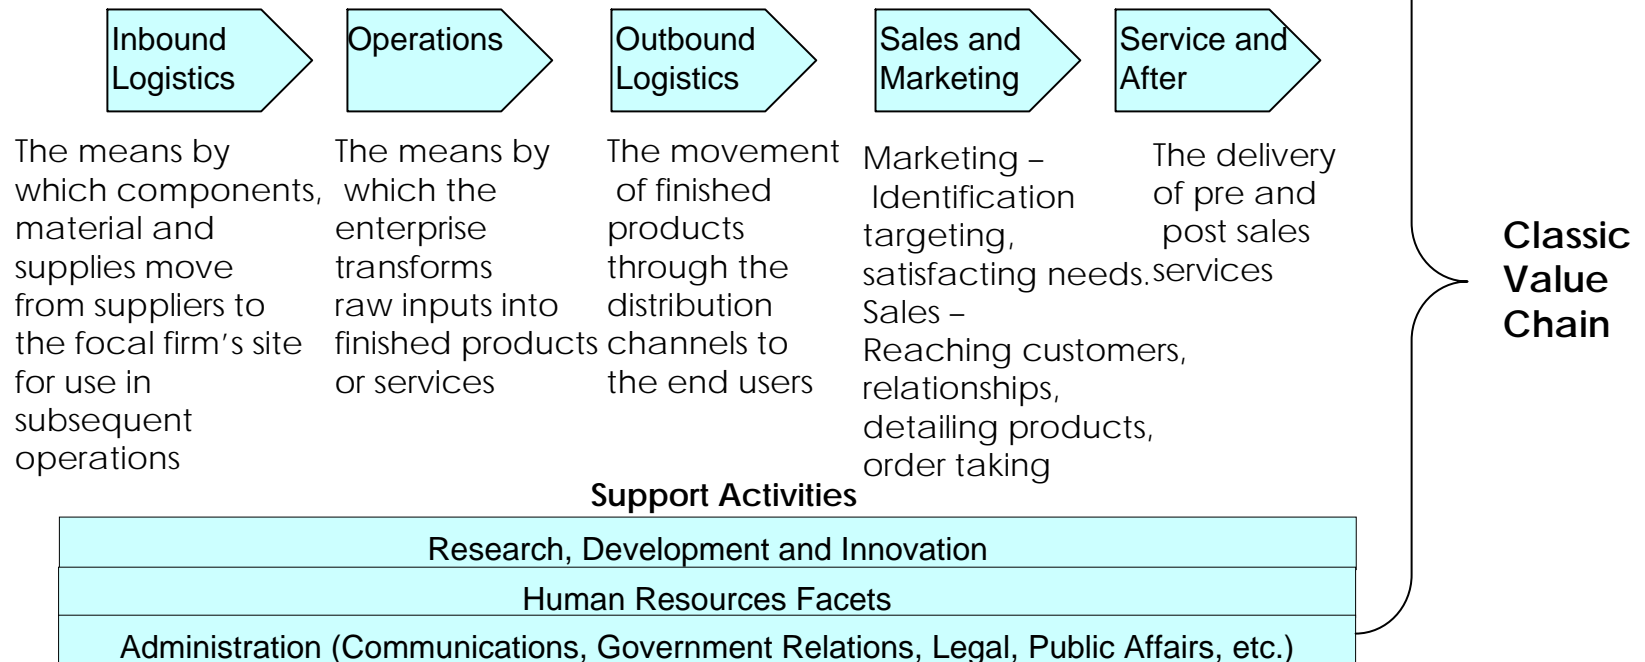 Inbound
Logistics
Operations
Outbound
Logistics
Sales and
Marketing
Service and
After
The means by
which components,
material and
supplies move
from suppliers to
the focal firm's site
for use in
subsequent
operations
The means by
which the
enterprise
transforms
raw inputs into
finished products
or services
The movement
of finished
products
through the
distribution
channels to
the end users
Marketing –
Identification
targeting,
satisfacting needs.
Sales –
Reaching customers,
relationships,
detailing products,
order taking
The delivery
of pre and
post sales
services
Classic
Value
Chain
Support Activities
Research, Development and Innovation
Human Resources Facets
Administration (Communications, Government Relations, Legal, Public Affairs, etc.)